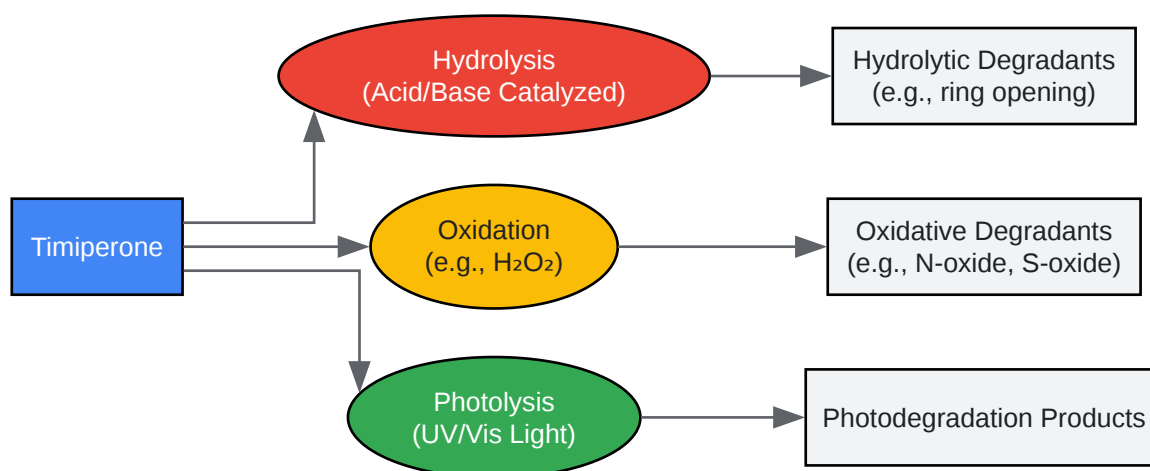 Timiperone
Hydrolysis
(Acid/Base Catalyzed)
Hydrolytic Degradants
(e.g., ring opening)
Oxidation
(e.g., H₂O₂)
Oxidative Degradants
(e.g., N-oxide, S-oxide)
Photolysis
(UV/Vis Light)
Photodegradation Products